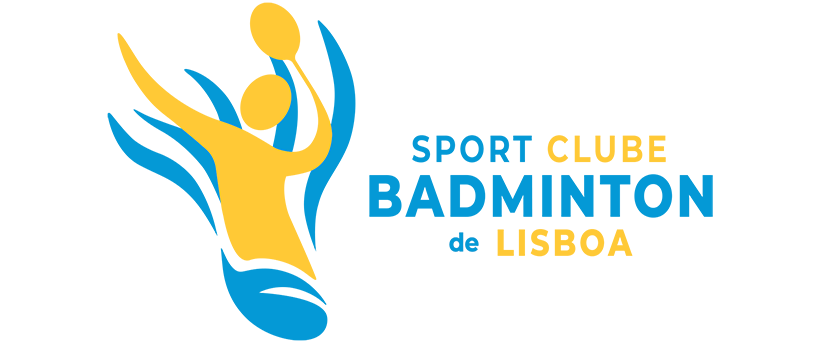 SPORT CLUBE
BADMINTON
de LISBOA